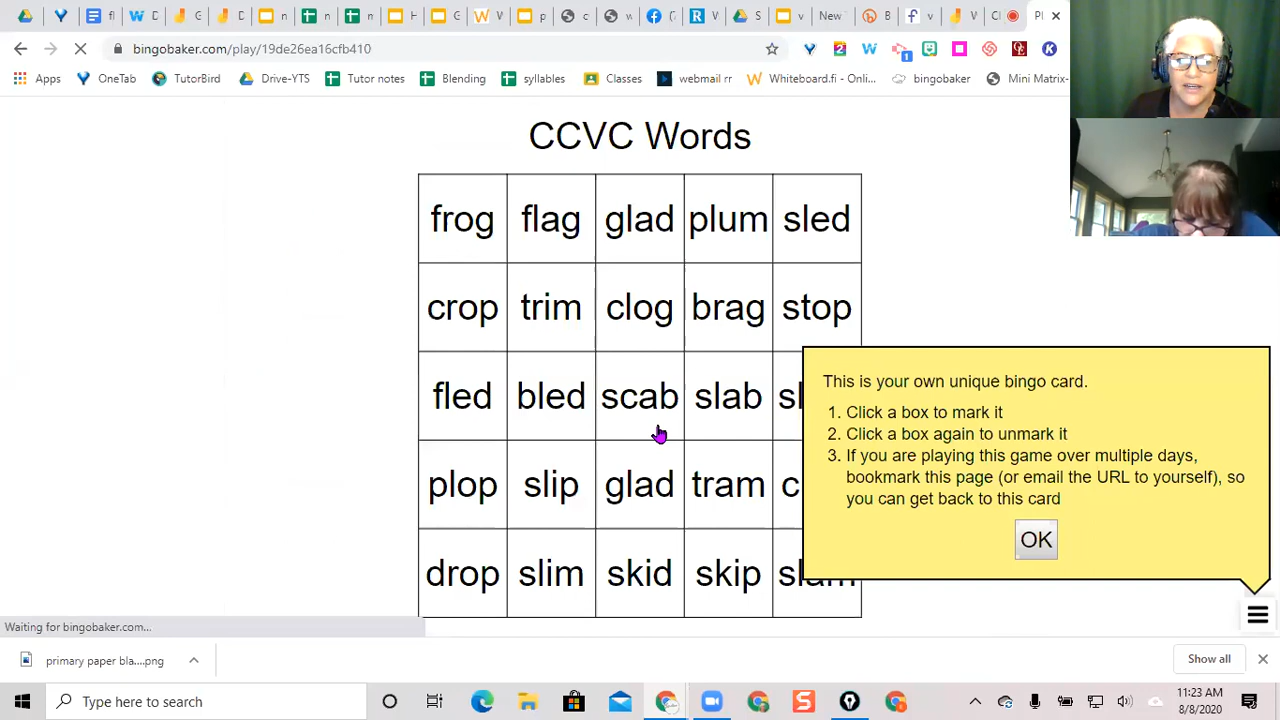 bingobaker.com/play/19de26ea16cfb410
Apps OneTab TutorBird Drive-YTS Tutor notes Blending syllables Classes webmail rr Whiteboard.fi - Onli... bingobaker Mini Matrix-
CCVC Words
frog flag glad plum sled
crop trim clog brag stop
fled bled scab slab
plop slip glad tram
drop slim skid skip slam
This is your own unique bingo card.
1. Click a box to mark it
2. Click a box again to unmark it
3. If you are playing this game over multiple days,
bookmark this page (or email the URL to yourself), so
you can get back to this card
OK
Waiting for bingobaker.com...
primary paper bla....png
Show all
Type here to search
11:23 AM
8/8/2020